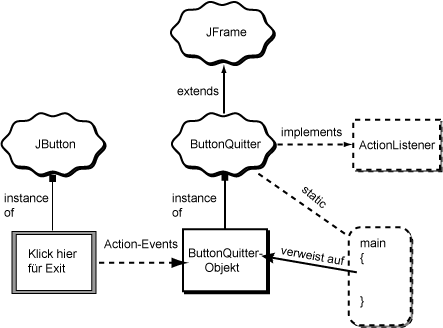 JFrame
extends
JButton
ButtonQuitter
implements
ActionListener
instance
of
instance
of
static
Klick hier
für Exit
Action-Events
ButtonQuitter-
Objekt
verweist auf
main
{
}